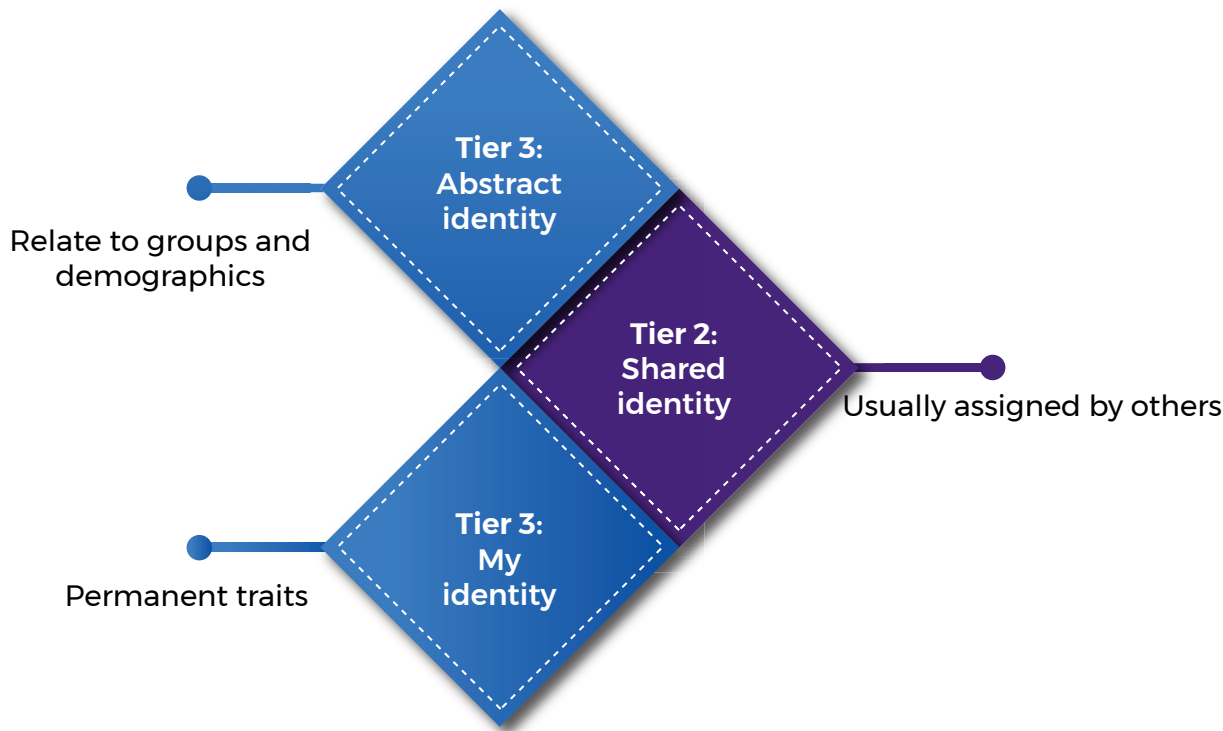 Tier 3:
Abstract
identity
Relate to groups and
demographics
Tier 2:
Shared
identity
Usually assigned by others
Tier 3:
My
identity
Permanent traits